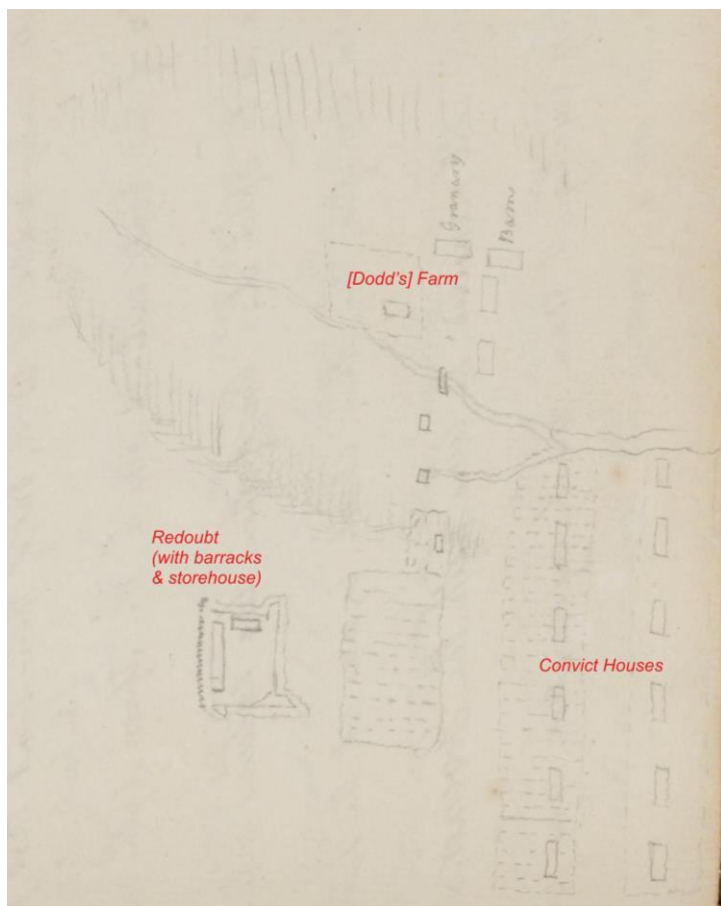 Granary
Barn
[Dodd's] Farm
Redoubt
(with barracks
& storehouse)
Convict Houses